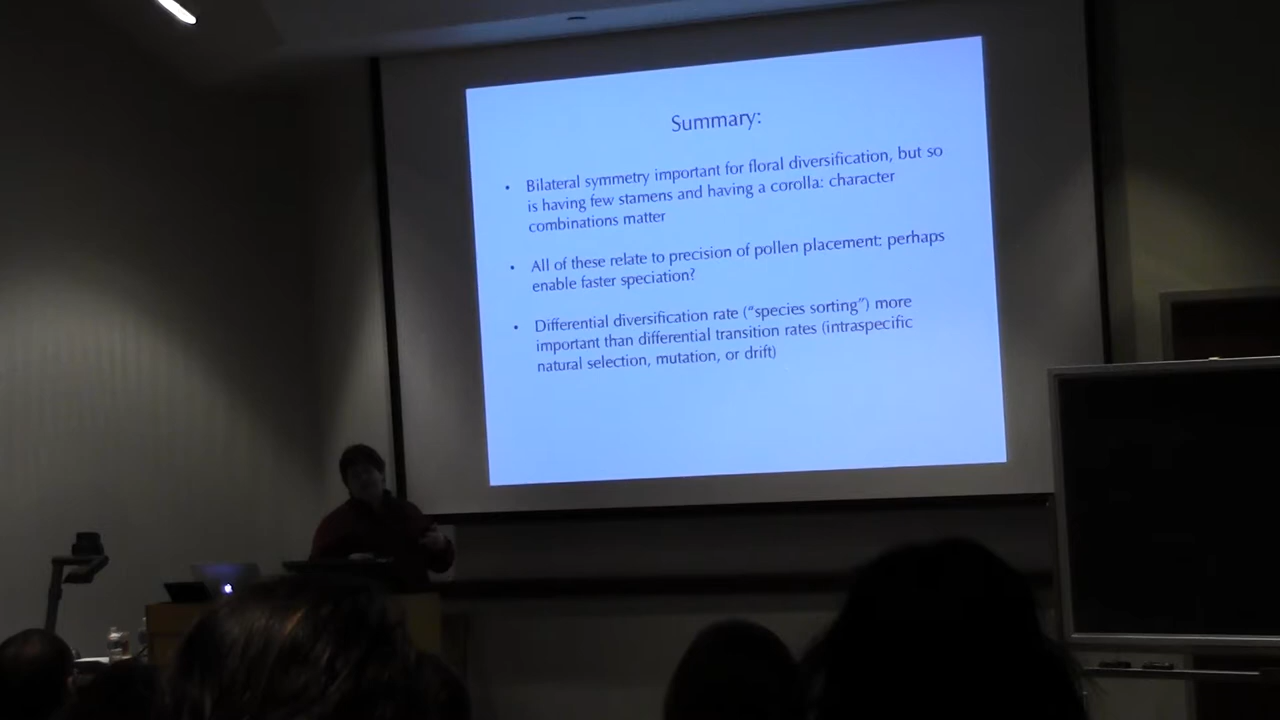 Summary:
• Bilateral symmetry important for floral diversification, but so
is having few stamens and having a corolla: character
combinations matter
• All of these relate to precision of pollen placement: perhaps
enable faster speciation?
• Differential diversification rate (“species sorting”) more
important than differential transition rates (intraspecific
natural selection, mutation, or drift)